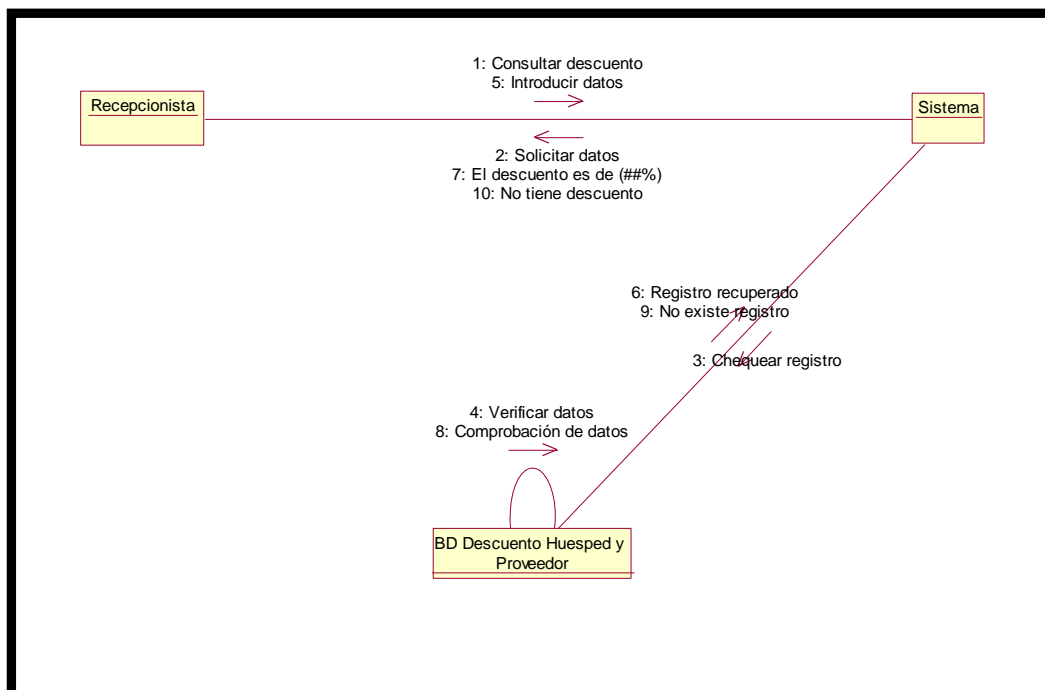 1: Consultar descuento
5: Introducir datos
Recepcionista
Sistema
2: Solicitar datos
7: El descuento es de (##%)
10: No tiene descuento
6: Registro recuperado
9: No existe registro
3: Chequear registro
4: Verificar datos
8: Comprobación de datos
BD Descuento Huesped y
Proveedor